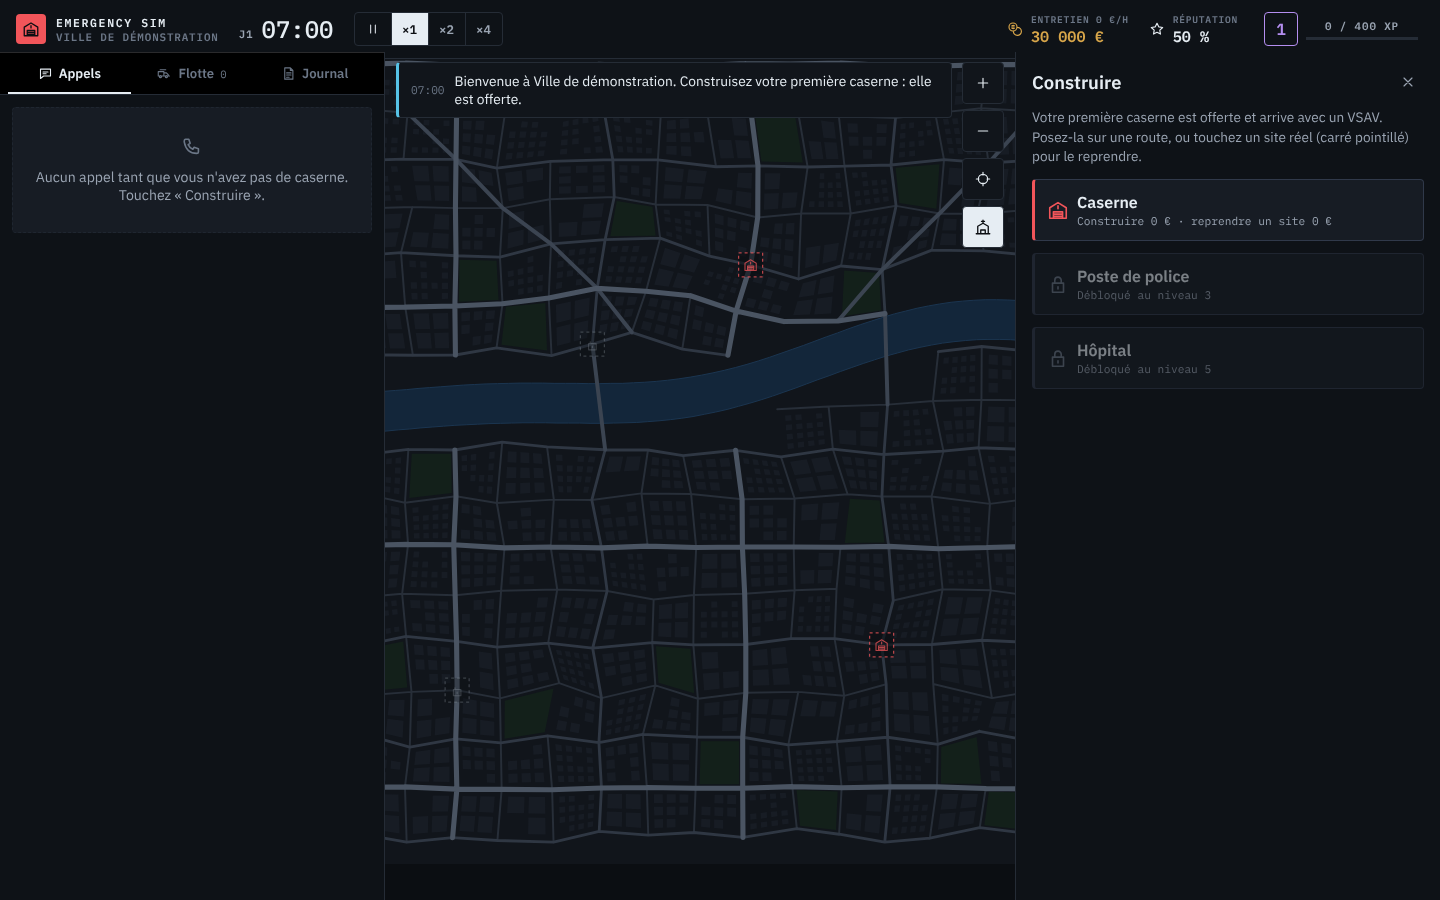 EMERGENCY SIM
VILLE DE DÉMONSTRATION
J1 07:00
×1 ×2 ×4
ENTRETIEN 0 €/H
30 000 €
RÉPUTATION
50 %
1
0 / 400 XP
Appels
Flotte 0
Journal
Aucun appel tant que vous n'avez pas de caserne.
Touchez « Construire ».
07:00
Bienvenue à Ville de démonstration. Construisez votre première caserne : elle
est offerte.
Construire
Votre première caserne est offerte et arrive avec un VSAV.
Posez-la sur une route, ou touchez un site réel (carré pointillé)
pour le reprendre.
Caserne
Construire 0 € · reprendre un site 0 €
Poste de police
Débloqué au niveau 3
Hôpital
Débloqué au niveau 5